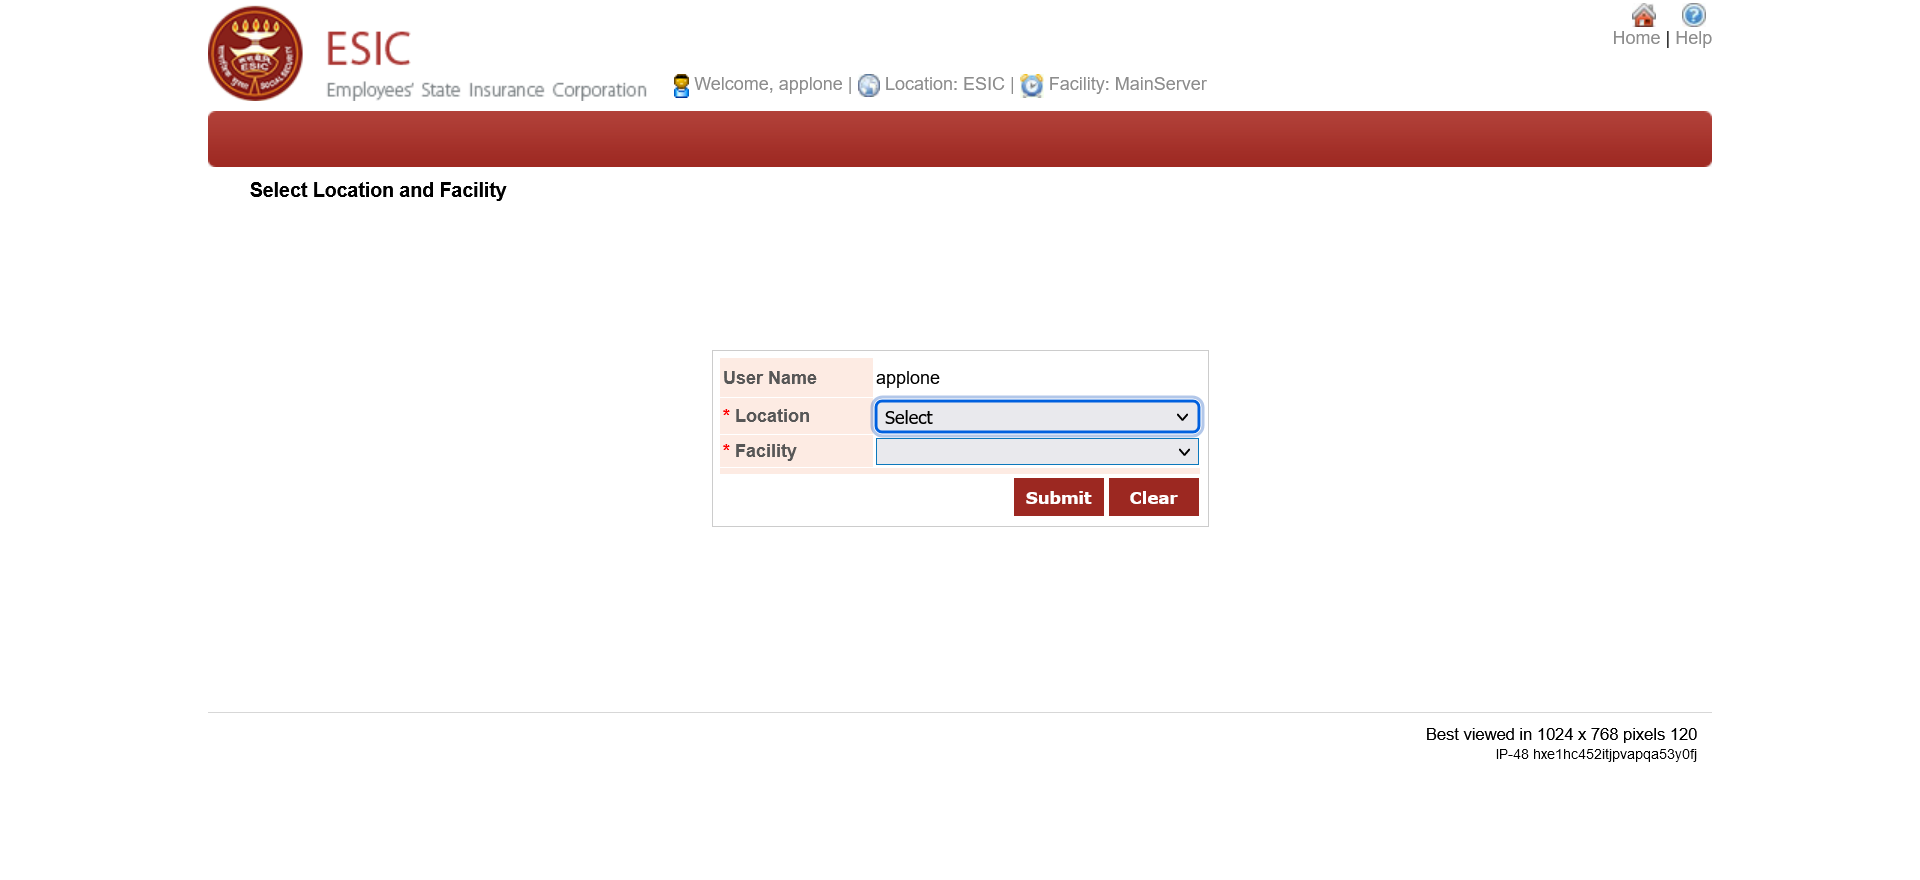 Home | Help
ESIC
Employees' State Insurance Corporation
Welcome, applone | Location: ESIC | Facility: MainServer
Select Location and Facility
User Name applone
* Location Select
* Facility
Submit Clear
Best viewed in 1024 x 768 pixels 120
IP-48 hxe1hc452itjpvapqa53y0fj